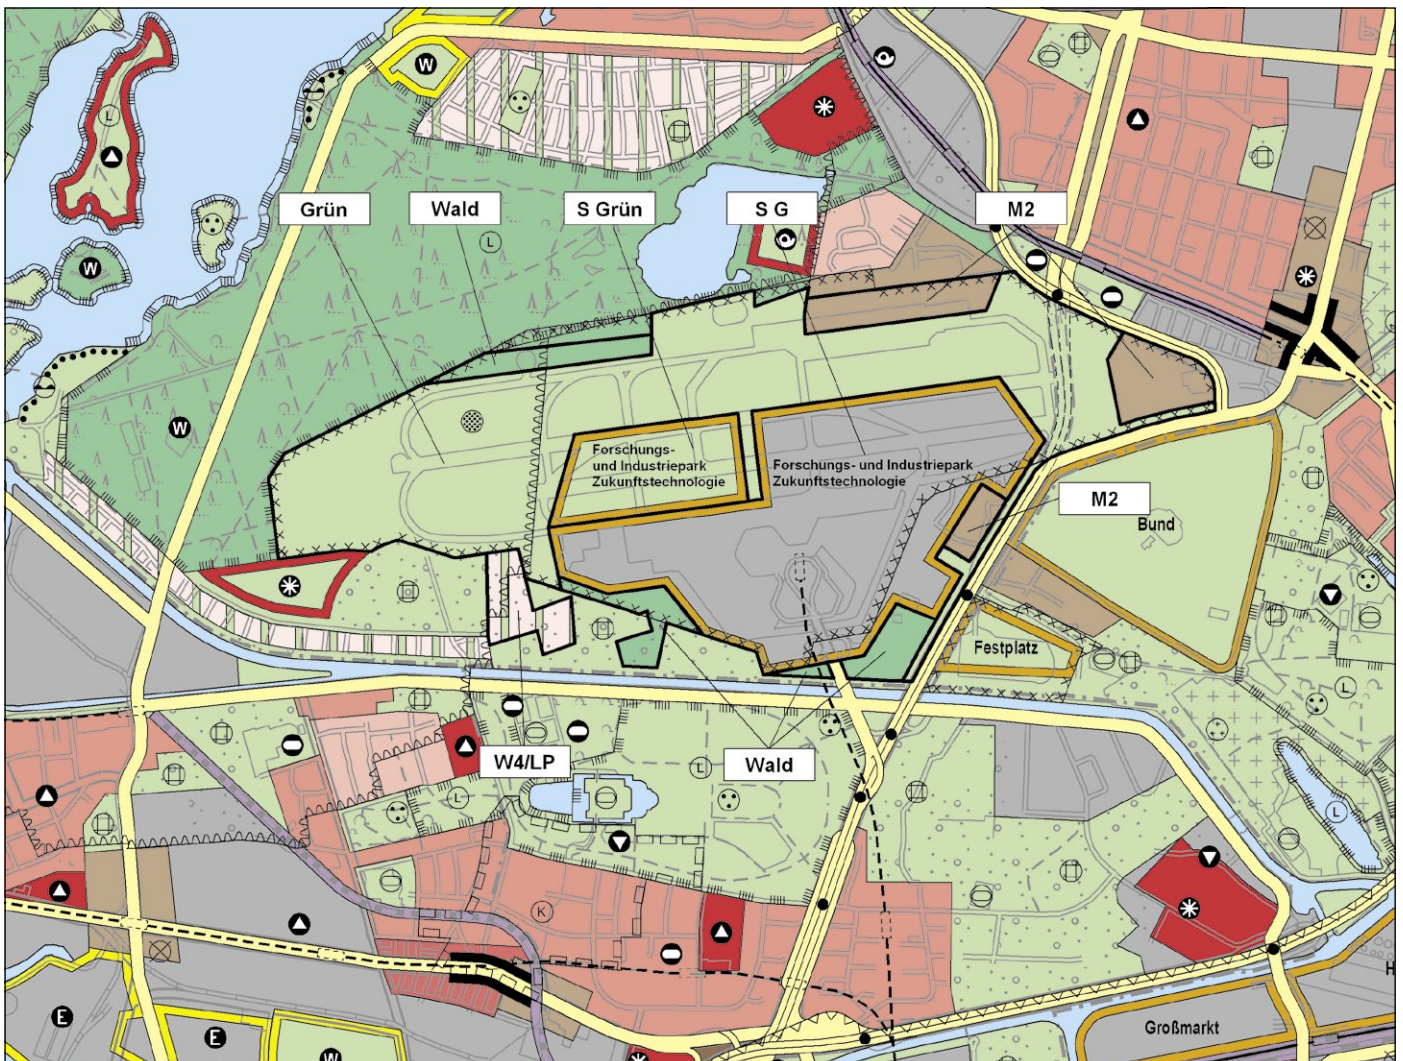 W
L
L
Grün
Wald
S Grün
S G
M2
W
W
Forschungs-
und Industriepark
Zukunftstechnologie
Forschungs- und Industriepark
Zukunftstechnologie
M2
Bund
Festplatz
L
W4/LP
Wald
L
L
L
K
E
E
W
Großmarkt
H